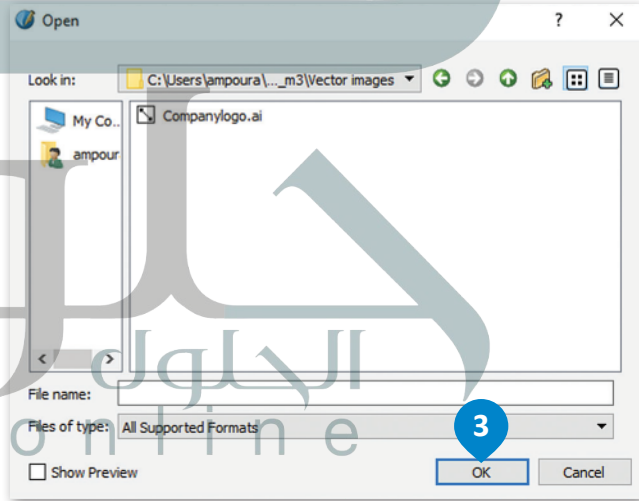 Open
?
Look in:
C:\Users\ampoura\..._m3\Vector images
My Co..
Companylogo.ai
ampour
حلول
الحلول
online
File name:
Files of type: All Supported Formats
3
Show Preview
OK
Cancel